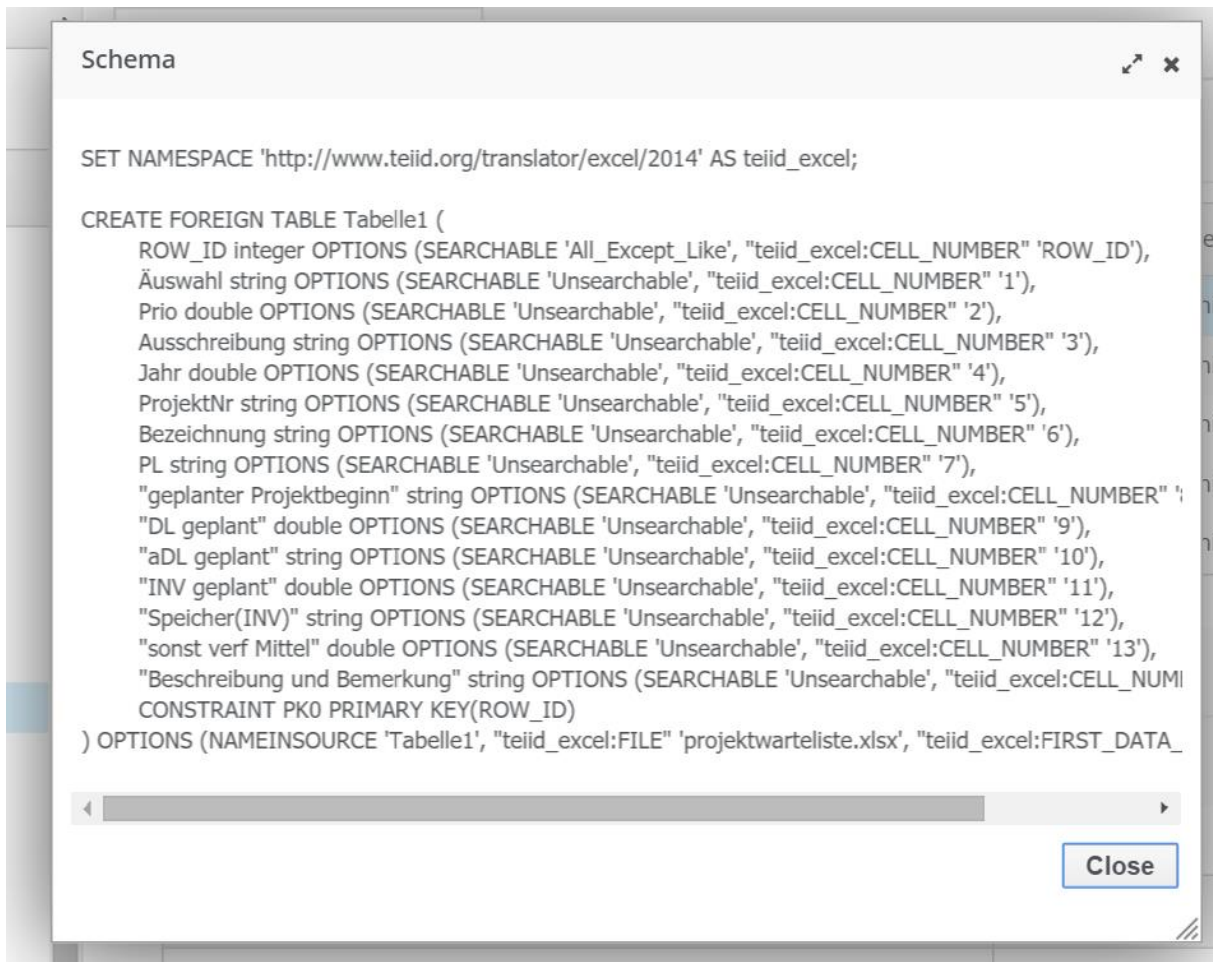 Schema
SET NAMESPACE 'http://www.teiid.org/translator/excel/2014' AS teiid_excel;
CREATE FOREIGN TABLE Tabelle1 (
ROW_ID integer OPTIONS (SEARCHABLE 'All_Except_Like', "teiid_excel:CELL_NUMBER" 'ROW_ID'),
Äuswahl string OPTIONS (SEARCHABLE 'Unsearchable', "teiid_excel:CELL_NUMBER" '1'),
Prio double OPTIONS (SEARCHABLE 'Unsearchable', "teiid_excel:CELL_NUMBER" '2'),
Ausschreibung string OPTIONS (SEARCHABLE 'Unsearchable', "teiid_excel:CELL_NUMBER" '3'),
Jahr double OPTIONS (SEARCHABLE 'Unsearchable', "teiid_excel:CELL_NUMBER" '4'),
ProjektNr string OPTIONS (SEARCHABLE 'Unsearchable', "teiid_excel:CELL_NUMBER" '5'),
Bezeichnung string OPTIONS (SEARCHABLE 'Unsearchable', "teiid_excel:CELL_NUMBER" '6'),
PL string OPTIONS (SEARCHABLE 'Unsearchable', "teiid_excel:CELL_NUMBER" '7'),
"geplanter Projektbeginn" string OPTIONS (SEARCHABLE 'Unsearchable', "teiid_excel:CELL_NUMBER"
"DL geplant" double OPTIONS (SEARCHABLE 'Unsearchable', "teiid_excel:CELL_NUMBER" '9'),
"aDL geplant" string OPTIONS (SEARCHABLE 'Unsearchable', "teiid_excel:CELL_NUMBER" '10'),
"INV geplant" double OPTIONS (SEARCHABLE 'Unsearchable', "teiid_excel:CELL_NUMBER" '11'),
"Speicher(INV)" string OPTIONS (SEARCHABLE 'Unsearchable', "teiid_excel:CELL_NUMBER" '12'),
"sonst verf Mittel" double OPTIONS (SEARCHABLE 'Unsearchable', "teiid_excel:CELL_NUMBER" '13'),
"Beschreibung und Bemerkung" string OPTIONS (SEARCHABLE 'Unsearchable', "teiid_excel:CELL_NUM
CONSTRAINT PK0 PRIMARY KEY(ROW_ID)
) OPTIONS (NAMEINSOURCE 'Tabelle1', "teiid_excel:FILE" 'projektwarteliste.xlsx', "teiid_excel:FIRST_DATA_
Close